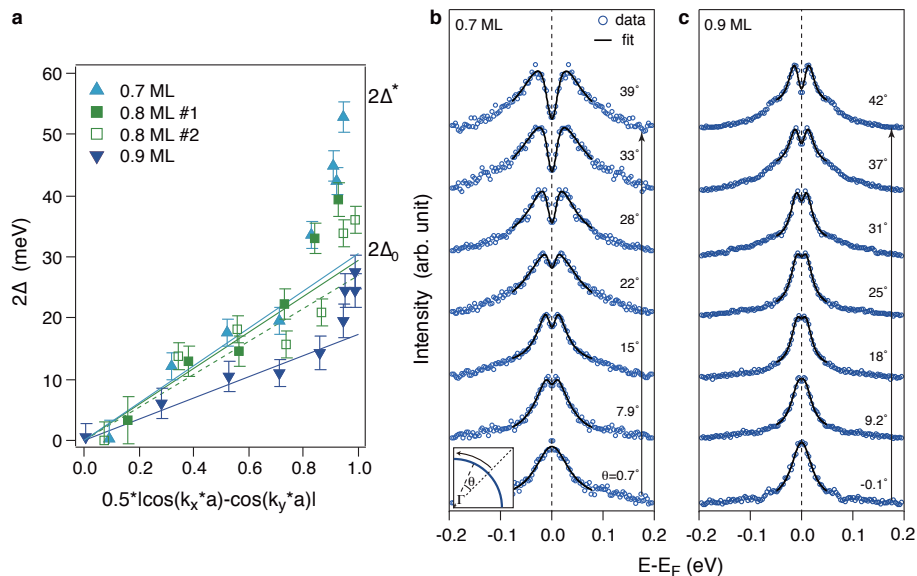 a
0.7 ML
0.8 ML #1
0.8 ML #2
0.9 ML
2Δ*
2Δ0
60
50
40
30
20
10
0
2Δ (meV)
0.0
0.2
0.4
0.6
0.8
1.0
0.5*|cos(kx*a)-cos(ky*a)|
b
0.7 ML
data
fit
39°
33°
28°
22°
15°
7.9°
θ=0.7°
θ
Γ
Intensity (arb. unit)
-0.2
-0.1
0.0
0.1
0.2
c
0.9 ML
42°
37°
31°
25°
18°
9.2°
-0.1°
-0.2
-0.1
0.0
0.1
0.2
E-EF (eV)